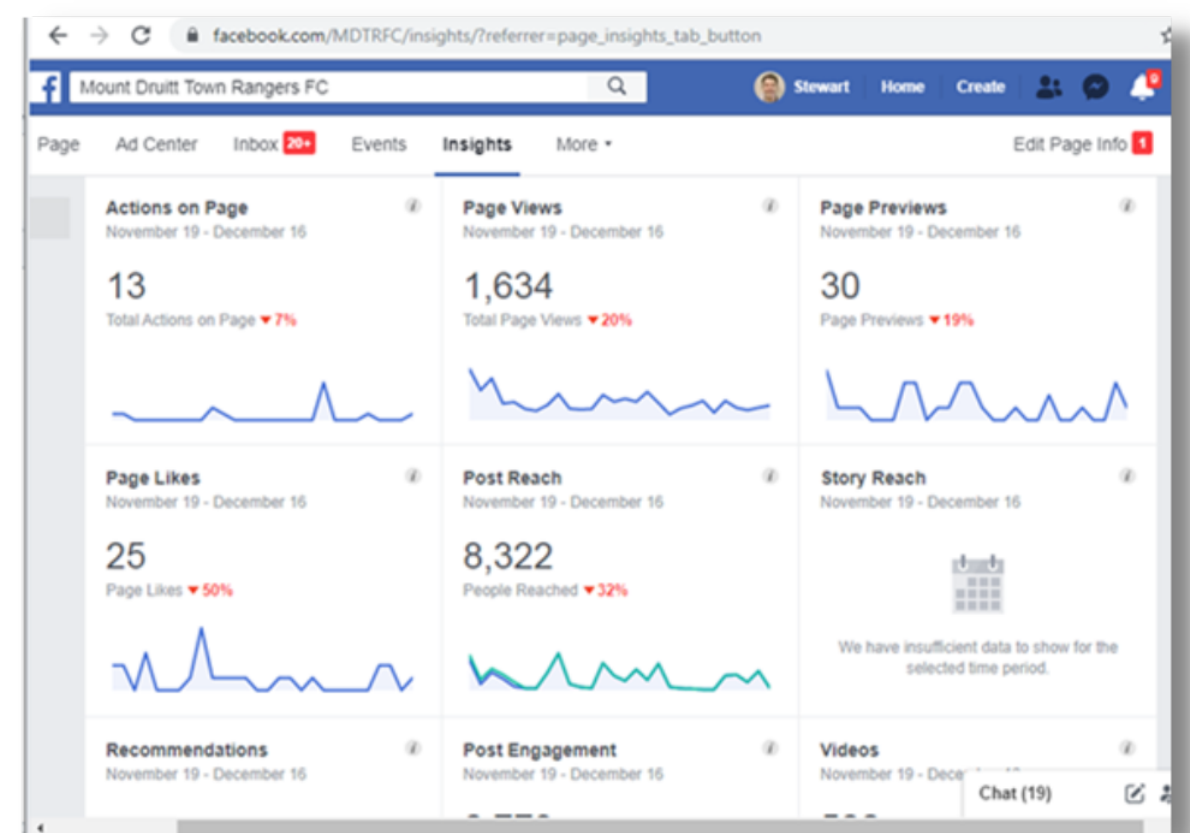 facebook.com/MDTRFC/insights/?referrer=page_insights_tab_button
Mount Druitt Town Rangers FC
Stewart Home Create 9
Page Ad Center Inbox 20+ Events Insights More Edit Page Info 1
Actions on Page Page Views Page Previews
November 19 - December 16 November 19 - December 16 November 19 - December 16
13 1,634 30
Total Actions on Page ▼7% Total Page Views ▼20% Page Previews ▼19%
Page Likes Post Reach Story Reach
November 19 - December 16 November 19 - December 16 November 19 - December 16
25 8,322
Page Likes ▼50% People Reached ▼32%
We have insufficient data to show for the
selected time period.
Recommendations Post Engagement Videos
November 19 - December 16 November 19 - December 16 November 19 -
Chat (19)